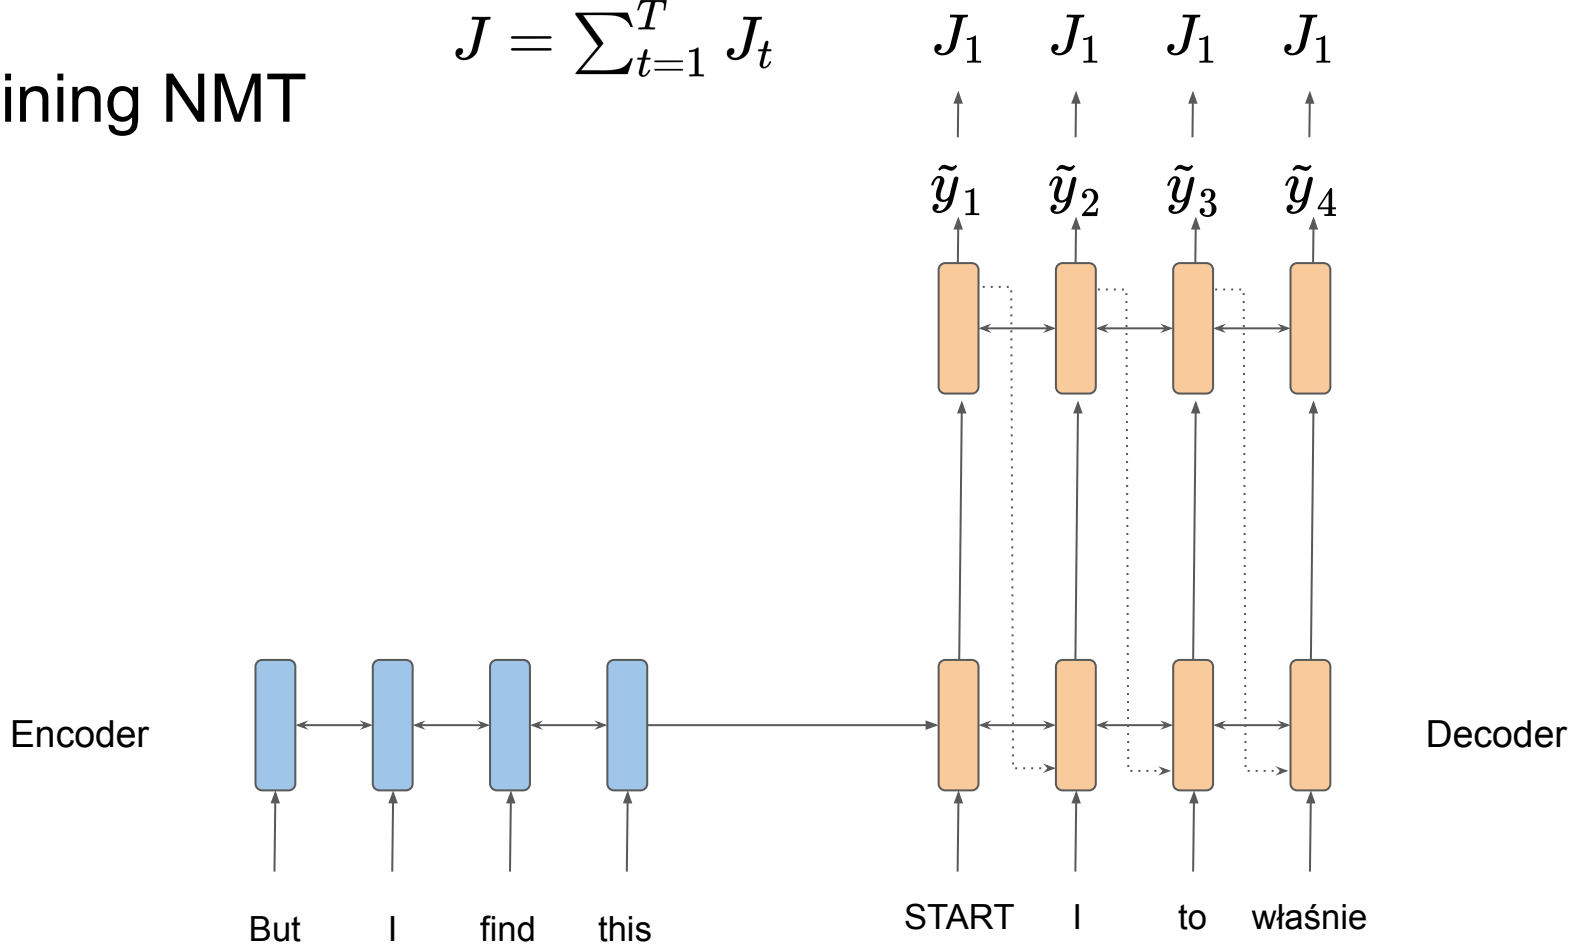 J = ∑_{t=1}^{T} J_t
J_1 J_1 J_1 J_1
ining NMT
ỹ_1 ỹ_2 ỹ_3 ỹ_4
Encoder
Decoder
But I find this
START I to właśnie